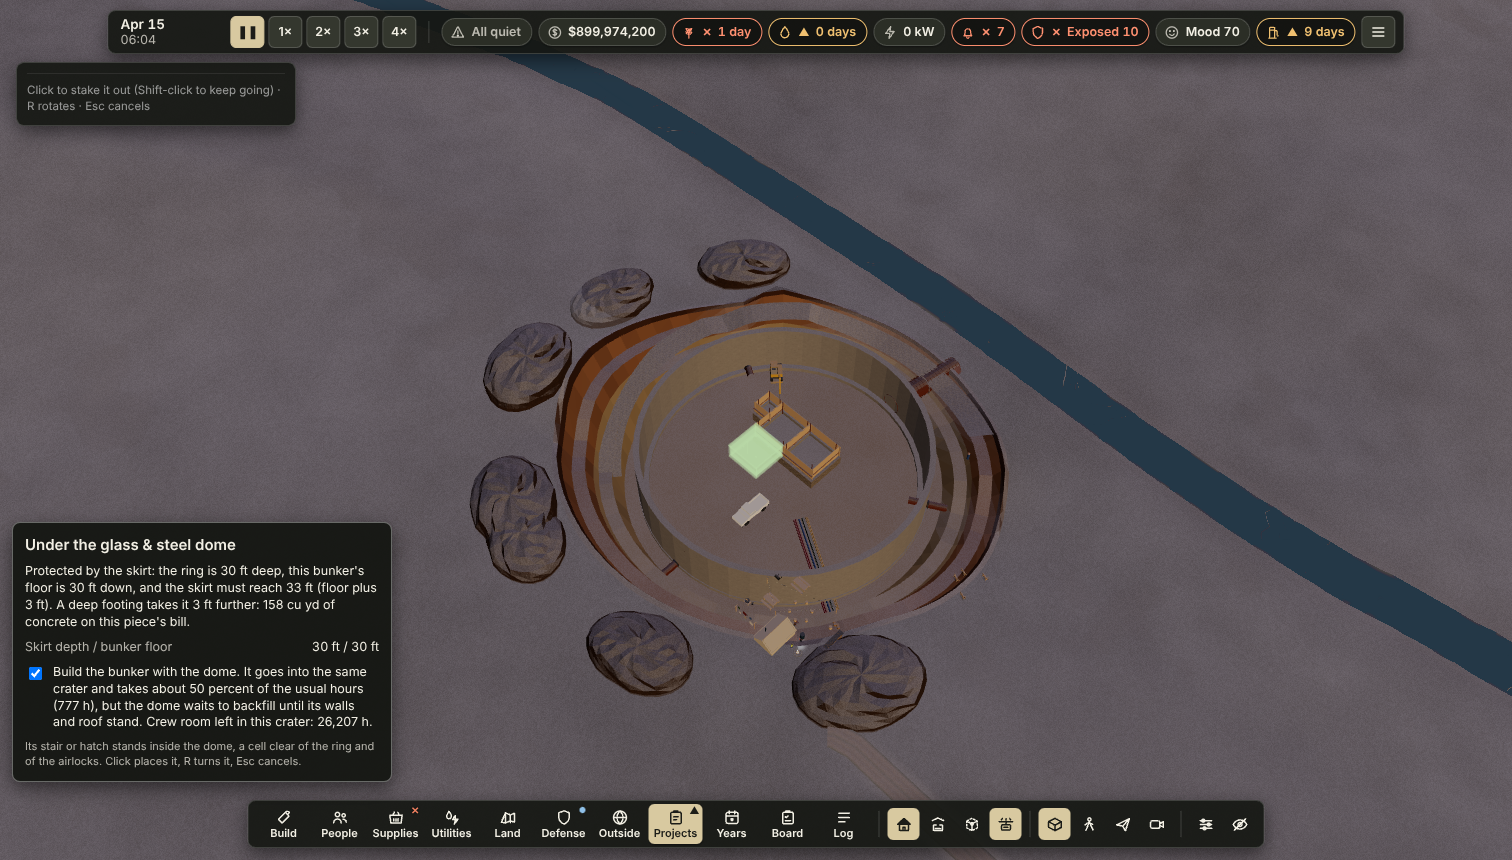 Apr 15
06:04
1×
2×
3×
4×
All quiet
$899,974,200
× 1 day
▲ 0 days
0 kW
× 7
× Exposed 10
Mood 70
▲ 9 days
Click to stake it out (Shift-click to keep going) ·
R rotates · Esc cancels
Under the glass & steel dome
Protected by the skirt: the ring is 30 ft deep, this bunker's
floor is 30 ft down, and the skirt must reach 33 ft (floor plus
3 ft). A deep footing takes it 3 ft further: 158 cu yd of
concrete on this piece's bill.
Skirt depth / bunker floor 30 ft / 30 ft
Build the bunker with the dome. It goes into the same
crater and takes about 50 percent of the usual hours
(777 h), but the dome waits to backfill until its walls
and roof stand. Crew room left in this crater: 26,207 h.
Its stair or hatch stands inside the dome, a cell clear of the ring and
of the airlocks. Click places it, R turns it, Esc cancels.
Build
People
Supplies
Utilities
Land
Defense
Outside
Projects
Years
Board
Log